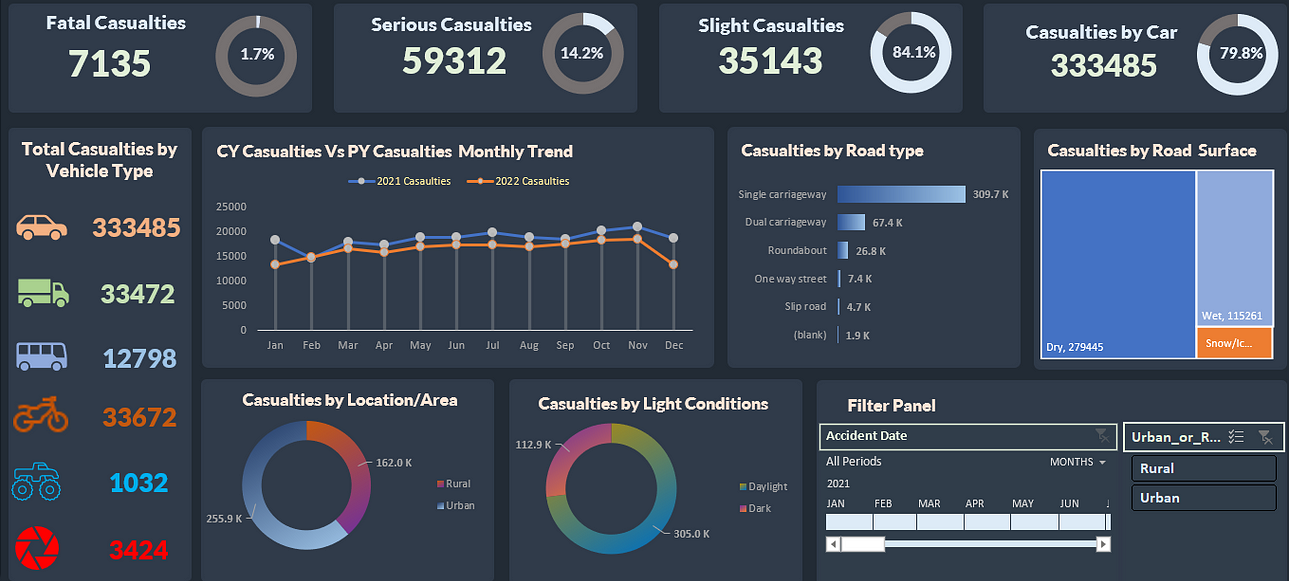 Fatal Casualties
7135
1.7%
Serious Casualties
59312
14.2%
Slight Casualties
35143
84.1%
Casualties by Car
333485
79.8%
Total Casualties by
Vehicle Type
333485
33472
12798
33672
1032
3424
CY Casualties Vs PY Casualties Monthly Trend
2021 Casaulties
2022 Casaulties
25000
20000
15000
10000
5000
0
Jan Feb Mar Apr May Jun Jul Aug Sep Oct Nov Dec
Casualties by Road type
Single carriageway 309.7 K
Dual carriageway 67.4 K
Roundabout 26.8 K
One way street 7.4 K
Slip road 4.7 K
(blank) 1.9 K
Casualties by Road Surface
Dry, 279445
Wet, 115261
Snow/Ic...
Casualties by Location/Area
162.0 K
255.9 K
Rural
Urban
Casualties by Light Conditions
112.9 K
305.0 K
Daylight
Dark
Filter Panel
Accident Date
All Periods MONTHS
2021
JAN FEB MAR APR MAY JUN J
Urban_or_R...
Rural
Urban